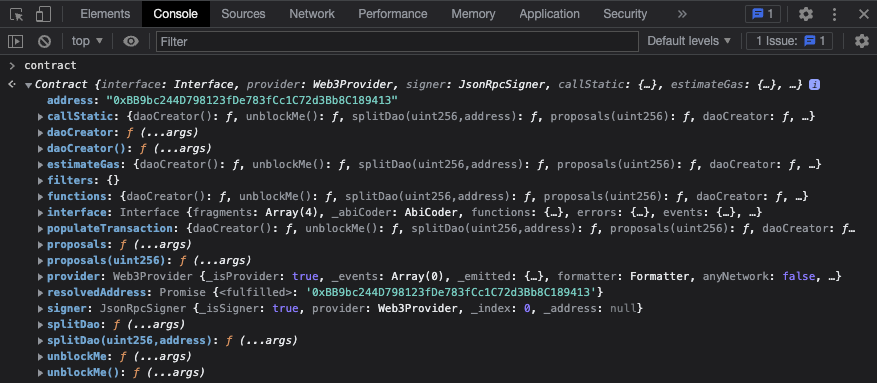 Elements Console Sources Network Performance Memory Application Security » 1
top Filter Default levels 1 Issue: 1
> contract
Contract {interface: Interface, provider: Web3Provider, signer: JsonRpcSigner, callStatic: {…}, estimateGas: {…}, …} i
address: "0xBB9bc244D798123fDe783fCc1C72d3Bb8C189413"
callStatic: {daoCreator(): ƒ, unblockMe(): ƒ, splitDao(uint256,address): ƒ, proposals(uint256): ƒ, daoCreator: ƒ, …}
daoCreator: ƒ (...args)
daoCreator(): ƒ (...args)
estimateGas: {daoCreator(): ƒ, unblockMe(): ƒ, splitDao(uint256,address): ƒ, proposals(uint256): ƒ, daoCreator: ƒ, …}
filters: {}
functions: {daoCreator(): ƒ, unblockMe(): ƒ, splitDao(uint256,address): ƒ, proposals(uint256): ƒ, daoCreator: ƒ, …}
interface: Interface {fragments: Array(4), _abiCoder: AbiCoder, functions: {…}, errors: {…}, events: {…}, …}
populateTransaction: {daoCreator(): ƒ, unblockMe(): ƒ, splitDao(uint256,address): ƒ, proposals(uint256): ƒ, daoCreator: ƒ…
proposals: ƒ (...args)
proposals(uint256): ƒ (...args)
provider: Web3Provider {_isProvider: true, _events: Array(0), _emitted: {…}, formatter: Formatter, anyNetwork: false, …}
resolvedAddress: Promise {<fulfilled>: '0xBB9bc244D798123fDe783fCc1C72d3Bb8C189413'}
signer: JsonRpcSigner {_isSigner: true, provider: Web3Provider, _index: 0, _address: null}
splitDao: ƒ (...args)
splitDao(uint256,address): ƒ (...args)
unblockMe: ƒ (...args)
unblockMe(): ƒ (...args)